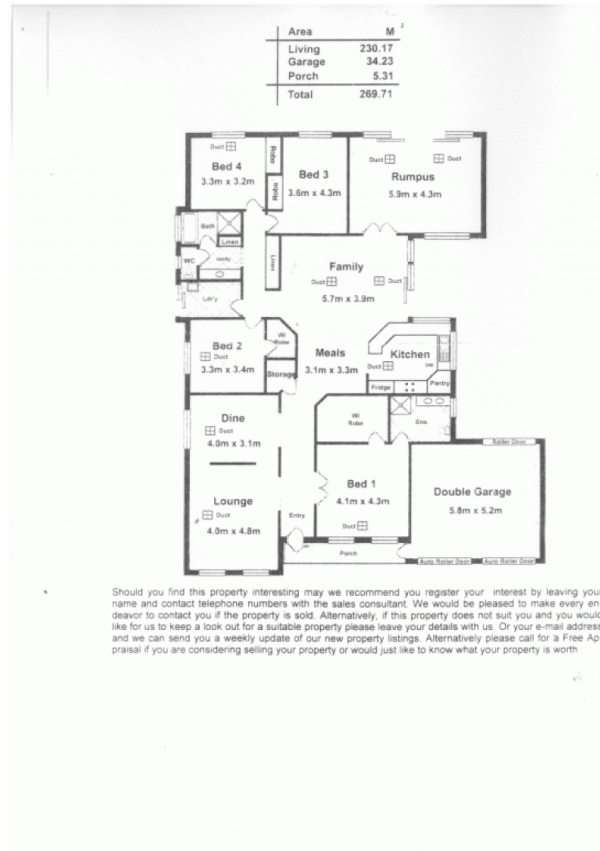 Area M²
Living 230.17
Garage 34.23
Porch 5.31
Total 269.71
Duct
Bed 4
3.3m x 3.2m
Robe
Robe
Bed 3
3.6m x 4.3m
Duct
Duct
Rumpus
5.9m x 4.3m
Bath
Linen
WC
Vanity
Linen
Family
Duct
Duct
5.7m x 3.9m
Bed 2
Duct
3.3m x 3.4m
WI
Robe
Storage
Meals
3.1m x 3.3m
Kitchen
Duct
DW
Fridge
Pantry
Dine
Duct
4.0m x 3.1m
WI
Robe
Ens.
Roller Door
Lounge
Duct
4.0m x 4.8m
Entry
Bed 1
4.1m x 4.3m
Duct
Double Garage
5.8m x 5.2m
Porch
Auto Roller Door
Auto Roller Door
Should you find this property interesting may we recommend you register your interest by leaving you
name and contact telephone numbers with the sales consultant. We would be pleased to make every en
deavor to contact you if the property is sold. Alternatively, if this property does not suit you and you would
like for us to keep a look out for a suitable property please leave your details with us. Or your e-mail address
and we can send you a weekly update of our new property listings. Alternatively please call for a Free Ap
praisal if you are considering selling your property or would just like to know what your property is worth